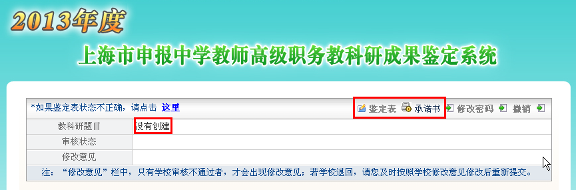 2013年度
上海市申报中学教师高级职务教科研成果鉴定系统
^如果鉴定表状态不正确，请点击 这里
鉴定表 承诺书 修改密码 撤销
教科研题目 没有创建
审核状态
修改意见
注：“修改意见”栏中，只有学校审核不通过者，才会出现修改意见；若学校退回，请您及时按照学校修改意见修改后重新提交。